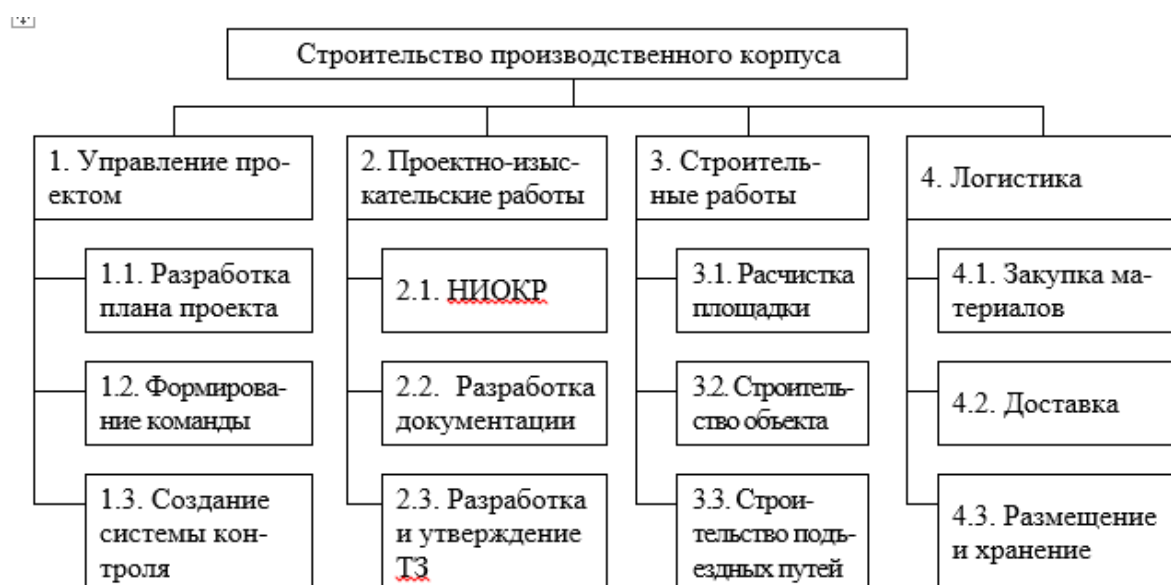 Строительство производственного корпуса
1. Управление про-
ектом
1.1. Разработка
плана проекта
1.2. Формирова-
ние команды
1.3. Создание
системы кон-
троля
2. Проектно-изыс-
кательские работы
2.1. НИОКР
2.2. Разработка
документации
2.3. Разработка
и утверждение
ТЗ
3. Строитель-
ные работы
3.1. Расчистка
площадки
3.2. Строитель-
ство объекта
3.3. Строи-
тельство подъ-
ездных путей
4. Логистика
4.1. Закупка ма-
териалов
4.2. Доставка
4.3. Размещение
и хранение